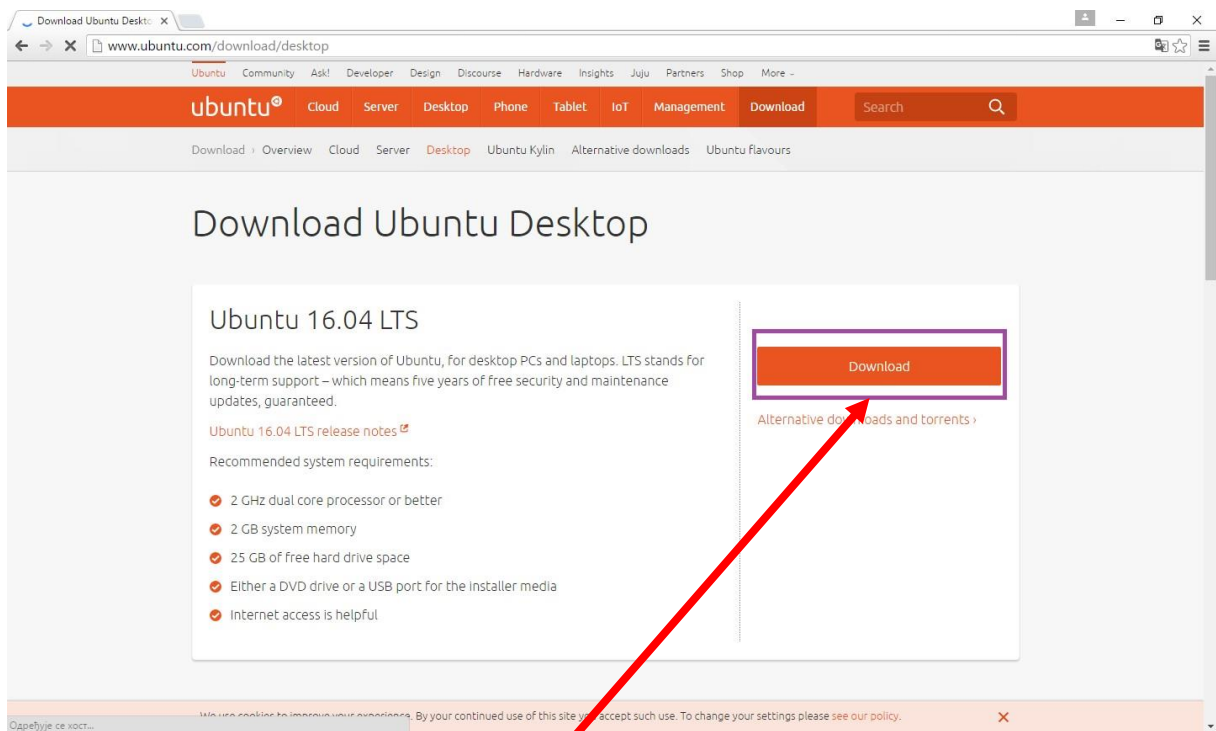 Download Ubuntu Deskto
www.ubuntu.com/download/desktop
Ubuntu Community Ask! Developer Design Discourse Hardware Insights Juju Partners Shop More
ubuntu® Cloud Server Desktop Phone Tablet IoT Management Download Search
Download › Overview Cloud Server Desktop Ubuntu Kylin Alternative downloads Ubuntu flavours
Download Ubuntu Desktop
Ubuntu 16.04 LTS
Download the latest version of Ubuntu, for desktop PCs and laptops. LTS stands for
long-term support – which means five years of free security and maintenance
updates, guaranteed.
Ubuntu 16.04 LTS release notes
Recommended system requirements:
2 GHz dual core processor or better
2 GB system memory
25 GB of free hard drive space
Either a DVD drive or a USB port for the installer media
Internet access is helpful
Download
Alternative downloads and torrents ›
We use cookies to improve your experience. By your continued use of this site you accept such use. To change your settings please see our policy.
Одређује се хост...